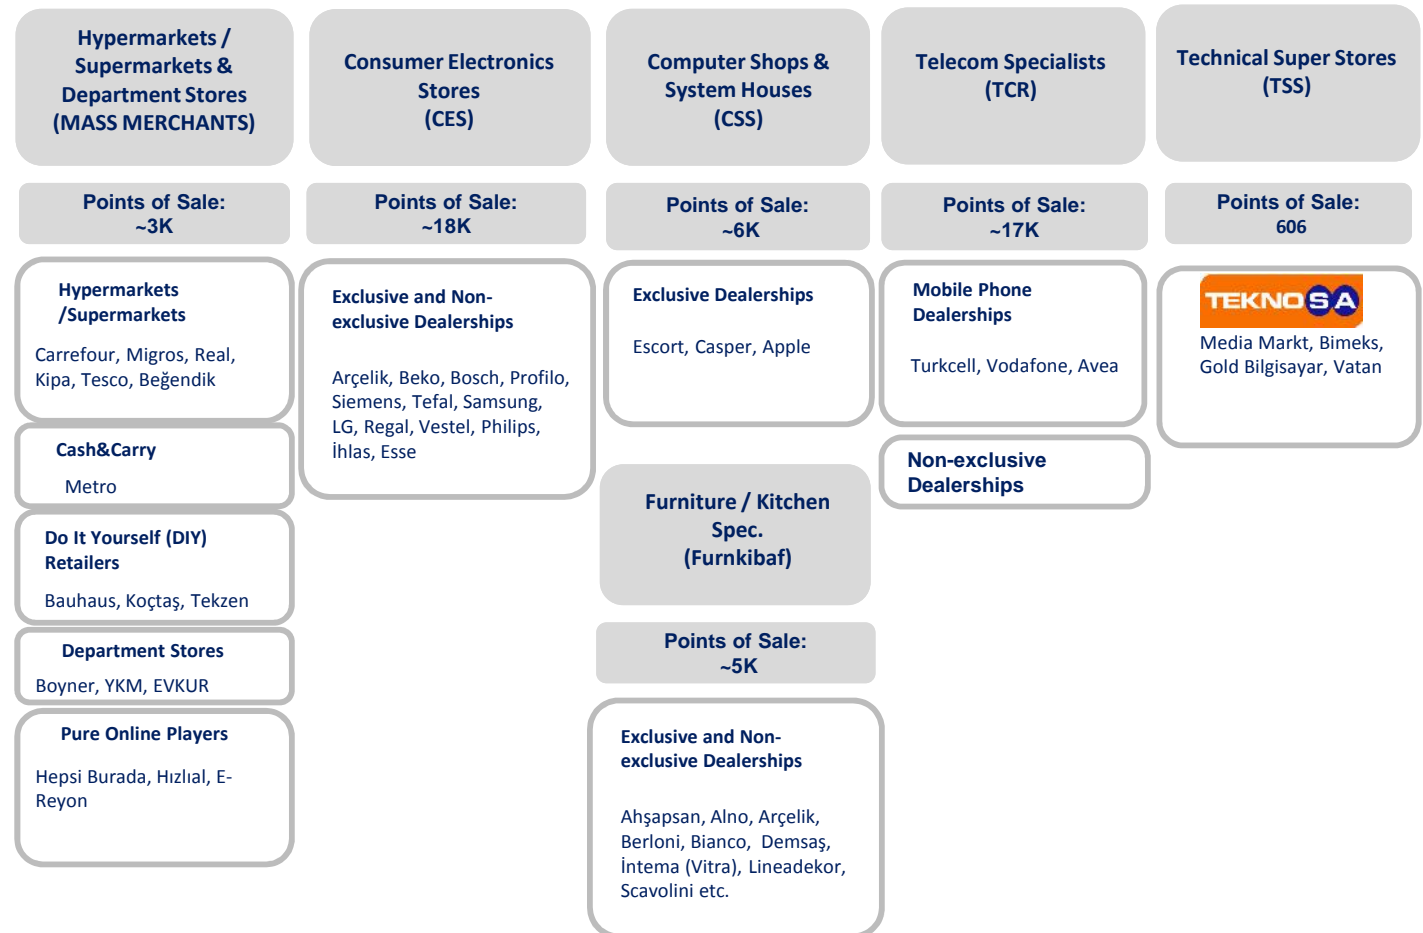 Hypermarkets /
Supermarkets &
Department Stores
(MASS MERCHANTS)
Points of Sale:
~3K
Hypermarkets
/Supermarkets
Carrefour, Migros, Real,
Kipa, Tesco, Beğendik
Cash&Carry
Metro
Do It Yourself (DIY)
Retailers
Bauhaus, Koçtaş, Tekzen
Department Stores
Boyner, YKM, EVKUR
Pure Online Players
Hepsi Burada, Hızlıal, E-
Reyon
Consumer Electronics
Stores
(CES)
Points of Sale:
~18K
Exclusive and Non-
exclusive Dealerships
Arçelik, Beko, Bosch, Profilo,
Siemens, Tefal, Samsung,
LG, Regal, Vestel, Philips,
İhlas, Esse
Computer Shops &
System Houses
(CSS)
Points of Sale:
~6K
Exclusive Dealerships
Escort, Casper, Apple
Furniture / Kitchen
Spec.
(Furnkibaf)
Points of Sale:
~5K
Exclusive and Non-
exclusive Dealerships
Ahşapsan, Alno, Arçelik,
Berloni, Bianco, Demsaş,
İntema (Vitra), Lineadekor,
Scavolini etc.
Telecom Specialists
(TCR)
Points of Sale:
~17K
Mobile Phone
Dealerships
Turkcell, Vodafone, Avea
Non-exclusive
Dealerships
Technical Super Stores
(TSS)
Points of Sale:
606
TEKNOSA
Media Markt, Bimeks,
Gold Bilgisayar, Vatan